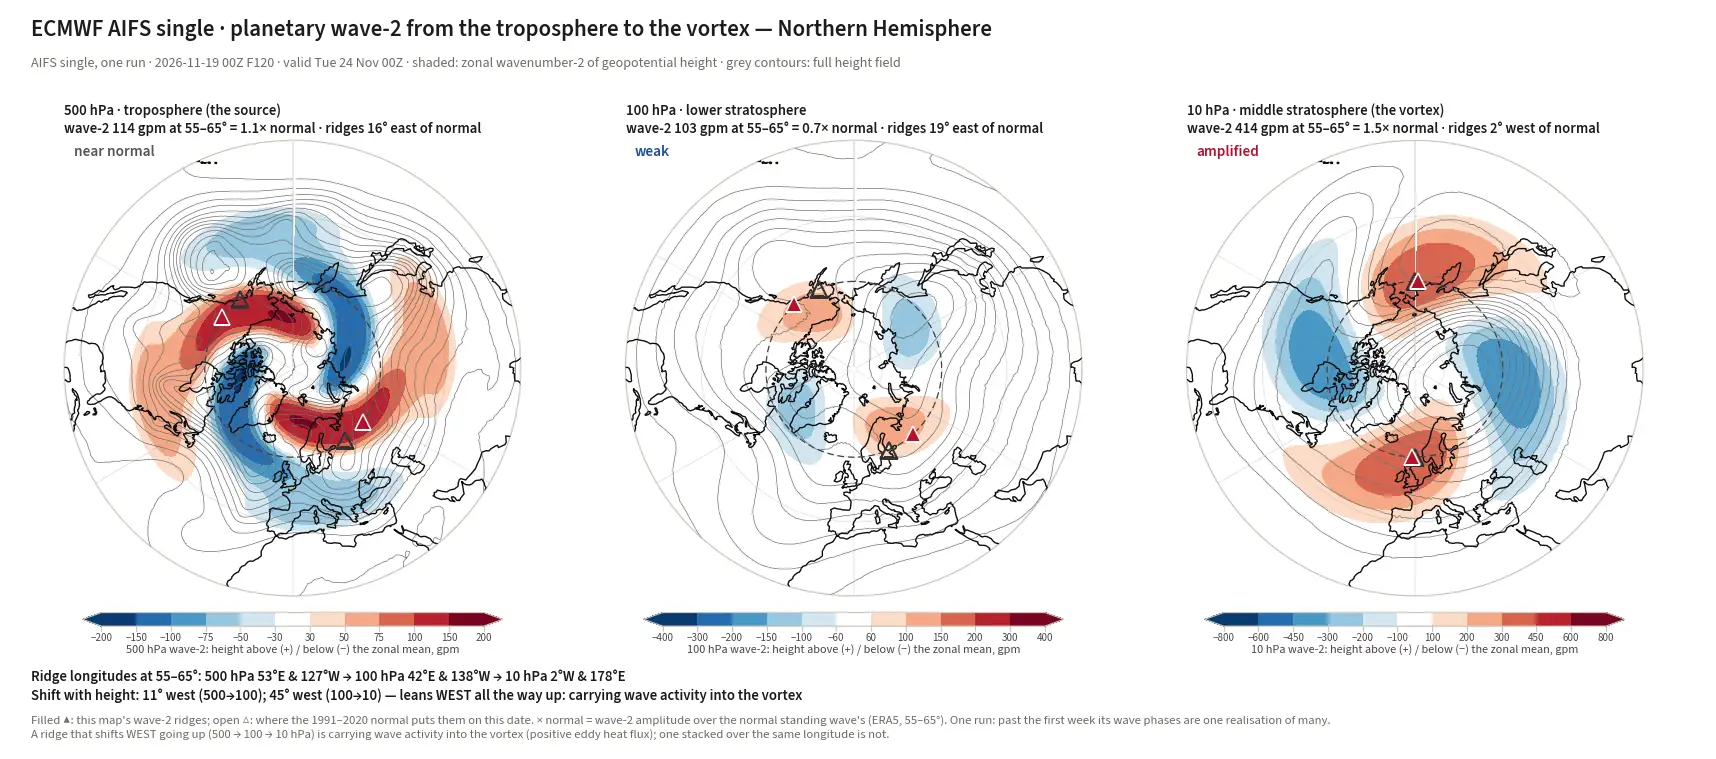 ECMWF AIFS single · planetary wave-2 from the troposphere to the vortex — Northern Hemisphere
AIFS single, one run · 2026-11-19 00Z F120 · valid Tue 24 Nov 00Z · shaded: zonal wavenumber-2 of geopotential height · grey contours: full height field
500 hPa · troposphere (the source)
wave-2 114 gpm at 55–65° = 1.1× normal · ridges 16° east of normal
near normal
100 hPa · lower stratosphere
wave-2 103 gpm at 55–65° = 0.7× normal · ridges 19° east of normal
weak
10 hPa · middle stratosphere (the vortex)
wave-2 414 gpm at 55–65° = 1.5× normal · ridges 2° west of normal
amplified
−200 −150 −100 −75 −50 −30 30 50 75 100 150 200
500 hPa wave-2: height above (+) / below (−) the zonal mean, gpm
−400 −300 −200 −150 −100 −60 60 100 150 200 300 400
100 hPa wave-2: height above (+) / below (−) the zonal mean, gpm
−800 −600 −450 −300 −200 −100 100 200 300 450 600 800
10 hPa wave-2: height above (+) / below (−) the zonal mean, gpm
Ridge longitudes at 55–65°: 500 hPa 53°E & 127°W → 100 hPa 42°E & 138°W → 10 hPa 2°W & 178°E
Shift with height: 11° west (500→100); 45° west (100→10) — leans WEST all the way up: carrying wave activity into the vortex
Filled ▲: this map's wave-2 ridges; open △: where the 1991–2020 normal puts them on this date. × normal = wave-2 amplitude over the normal standing wave's (ERA5, 55–65°). One run: past the first week its wave phases are one realisation of many.
A ridge that shifts WEST going up (500 → 100 → 10 hPa) is carrying wave activity into the vortex (positive eddy heat flux); one stacked over the same longitude is not.